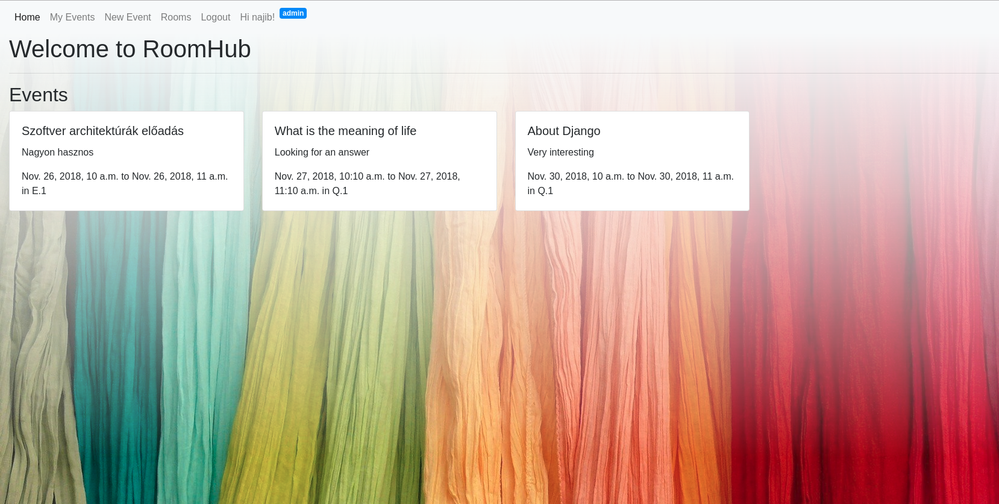 Home My Events New Event Rooms Logout Hi najib! admin
Welcome to RoomHub
Events
Szoftver architektúrák előadás
Nagyon hasznos
Nov. 26, 2018, 10 a.m. to Nov. 26, 2018, 11 a.m.
in E.1
What is the meaning of life
Looking for an answer
Nov. 27, 2018, 10:10 a.m. to Nov. 27, 2018,
11:10 a.m. in Q.1
About Django
Very interesting
Nov. 30, 2018, 10 a.m. to Nov. 30, 2018, 11 a.m.
in Q.1